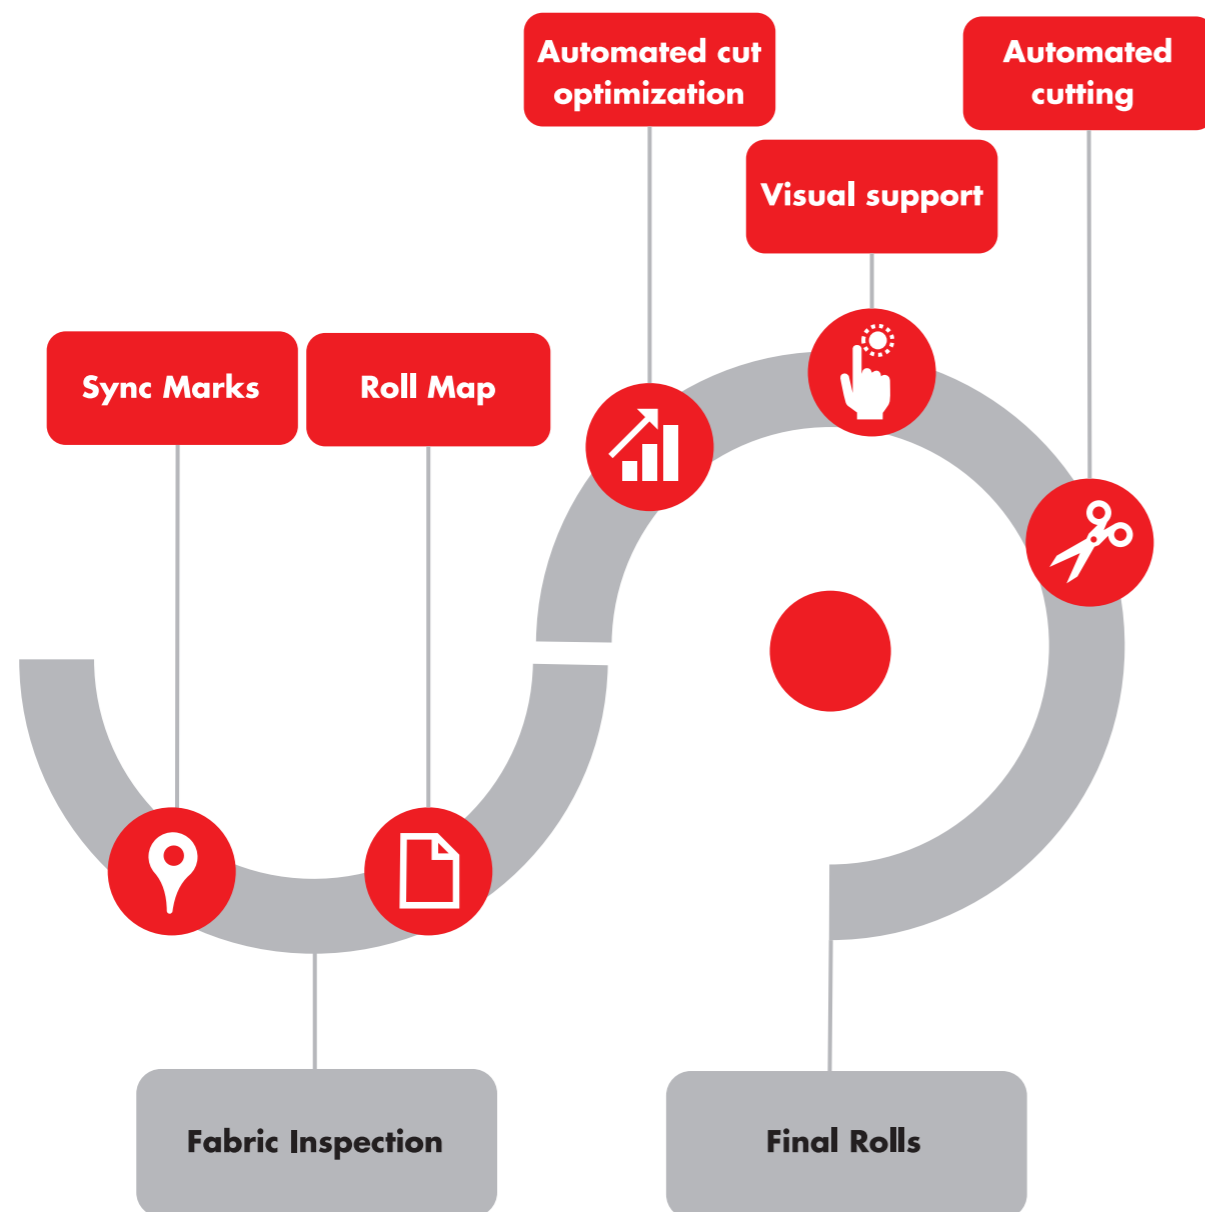 Automated cut
optimization
Automated
cutting
Visual support
Sync Marks
Roll Map
Fabric Inspection
Final Rolls